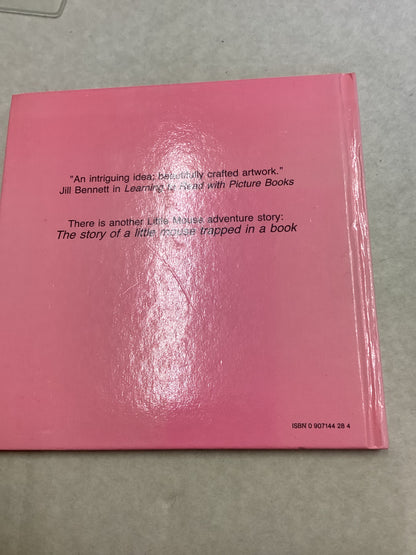 "An intriguing idea: beautifully crafted artwork."
Jill Bennett in Learning to Read with Picture Books
There is another Little Mouse adventure story:
The story of a little mouse trapped in a book
ISBN 0 907144 28 4